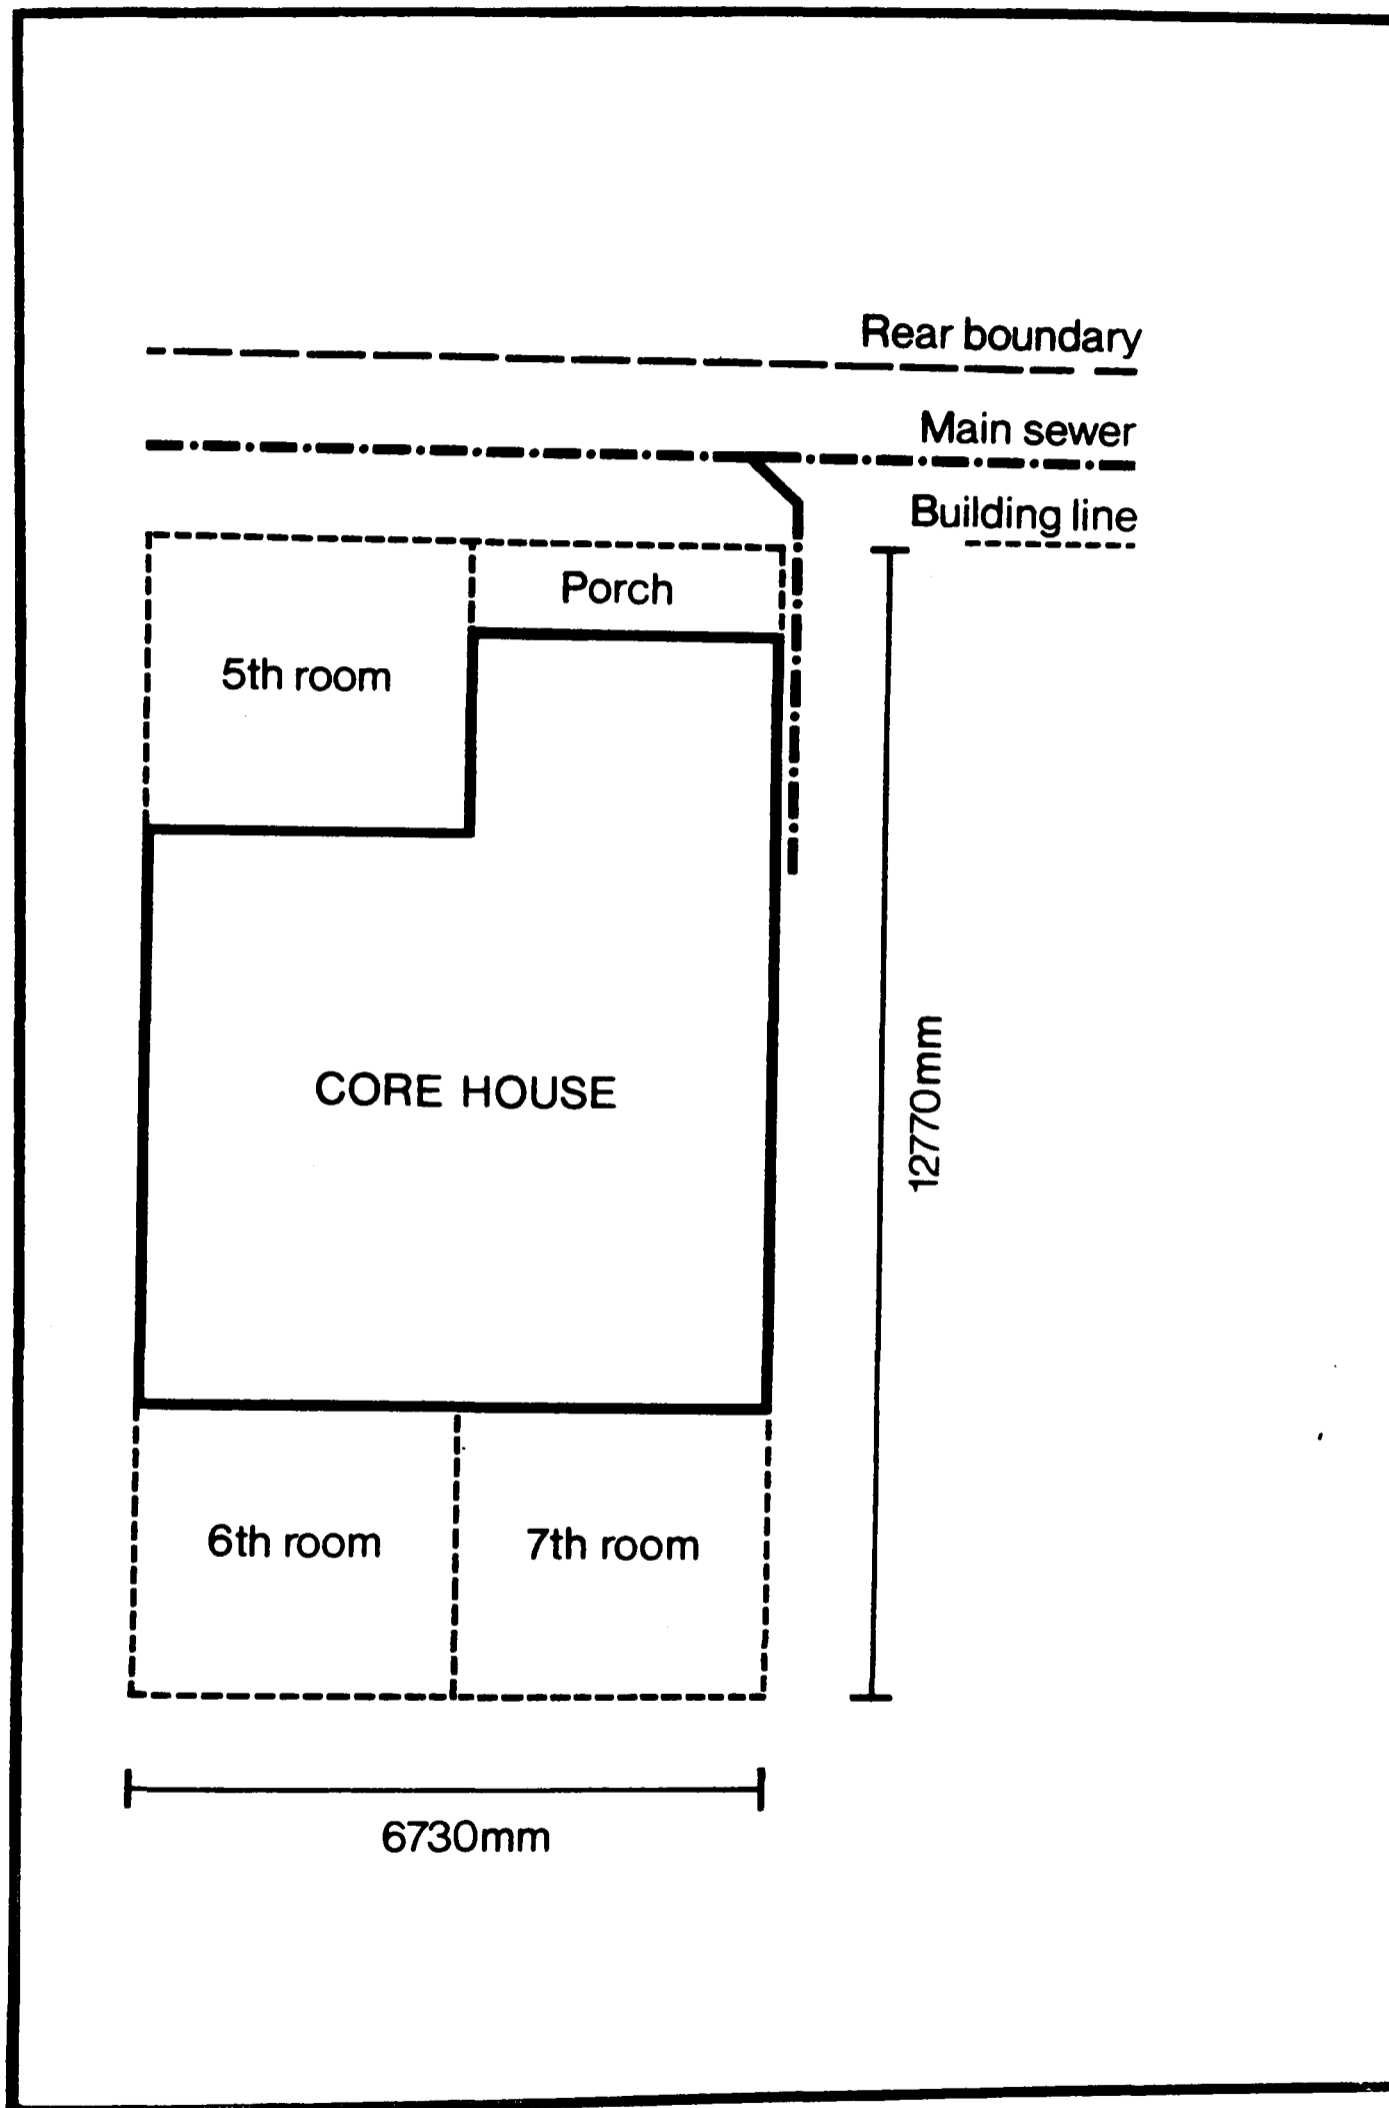 Rear boundary
Main sewer
Building line
Porch
5th room
CORE HOUSE
12770mm
6th room
7th room
6730mm